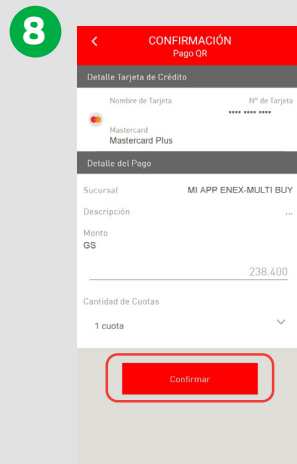 8
CONFIRMACIÓN
Pago QR
Detalle Tarjeta de Crédito
Nombre de Tarjeta
Nº de Tarjeta
•••• •••• ••••
Mastercard
Mastercard Plus
Detalle del Pago
Sucursal MI APP ENEX-MULTI BUY
Descripción ...
Monto
GS
238.400
Cantidad de Cuotas
1 cuota
Confirmar